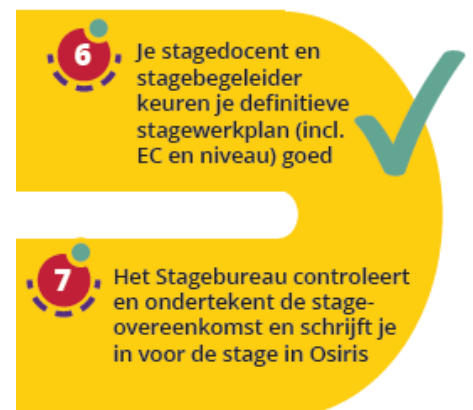 6
Je stagedocent en
stagebegeleider
keuren je definitieve
stagewerkplan (incl.
EC en niveau) goed
7
Het Stagebureau controleert
en ondertekent de stage-
overeenkomst en schrijft je
in voor de stage in Osiris